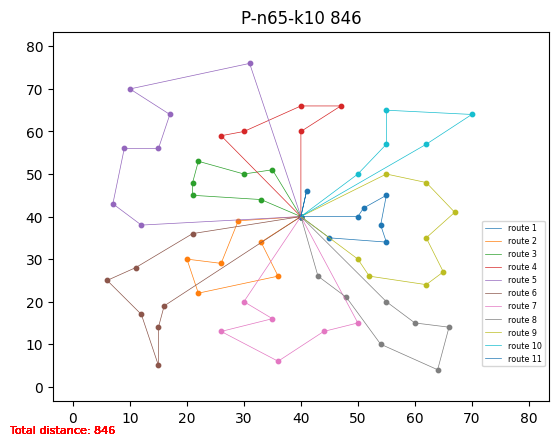 P-n65-k10 846
80
70
60
50
40
30
20
10
0
0 10 20 30 40 50 60 70 80
route 1
route 2
route 3
route 4
route 5
route 6
route 7
route 8
route 9
route 10
route 11
Total distance: 846